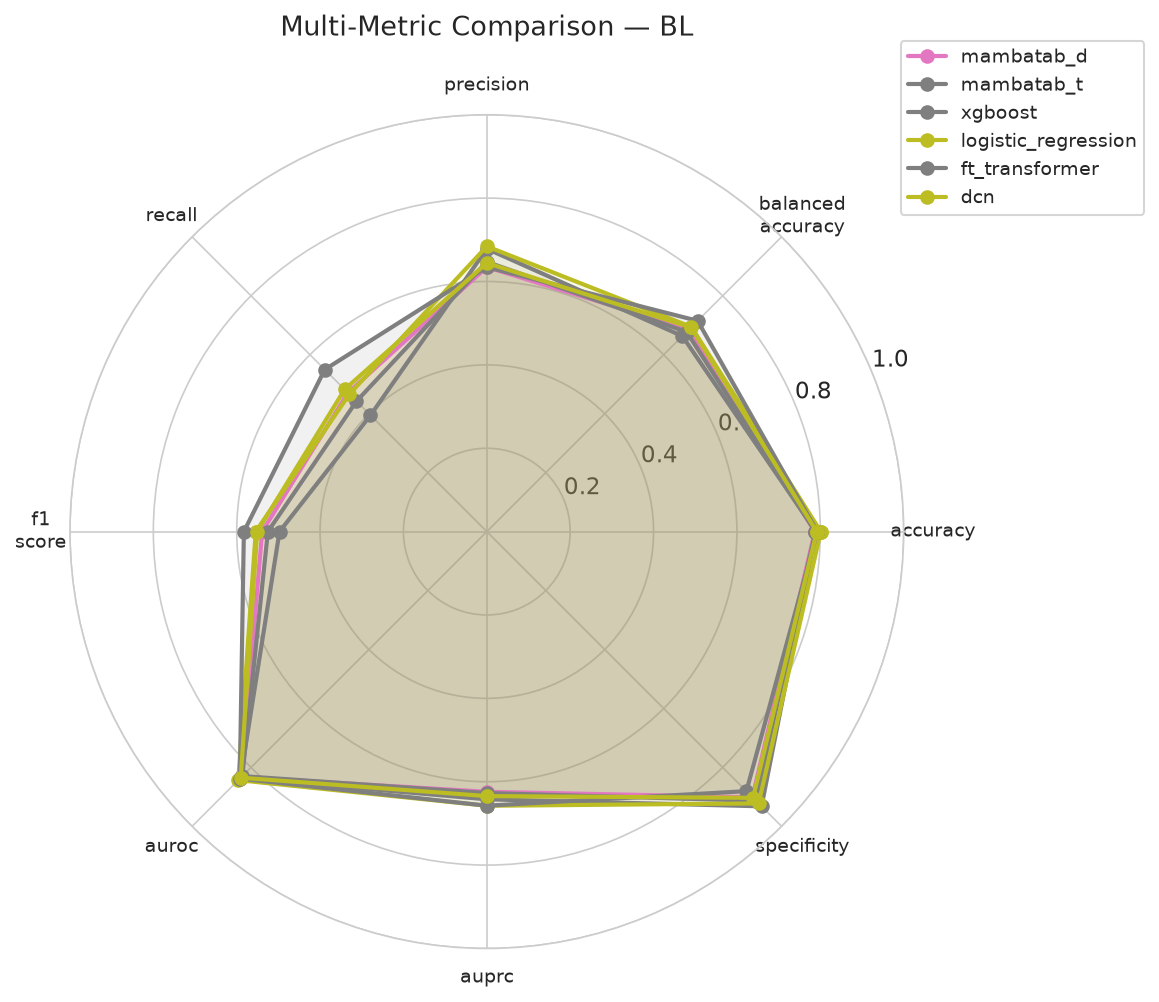 Multi-Metric Comparison — BL
mambatab_d
mambatab_t
xgboost
logistic_regression
ft_transformer
dcn
precision
balanced
accuracy
recall
1.0
0.8
0.
0.4
0.2
f1
score
accuracy
auroc
specificity
auprc